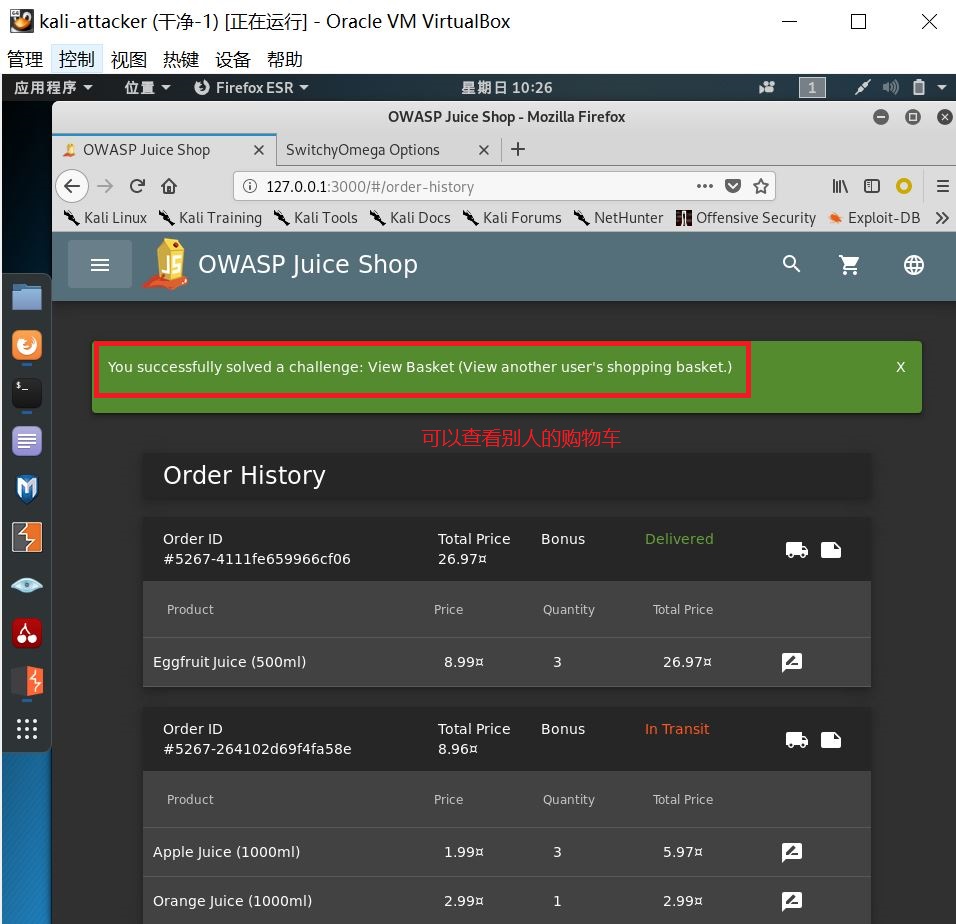 kali-attacker (干净-1) [正在运行] - Oracle VM VirtualBox
管理 控制 视图 热键 设备 帮助
应用程序 位置 Firefox ESR 星期日 10:26 1
OWASP Juice Shop - Mozilla Firefox
OWASP Juice Shop SwitchyOmega Options
127.0.0.1:3000/#/order-history
Kali Linux Kali Training Kali Tools Kali Docs Kali Forums NetHunter Offensive Security Exploit-DB
OWASP Juice Shop
You successfully solved a challenge: View Basket (View another user's shopping basket.) X
可以查看别人的购物车
Order History
Order ID Total Price Bonus Delivered
#5267-4111fe659966cf06 26.97¤
Product Price Quantity Total Price
Eggfruit Juice (500ml) 8.99¤ 3 26.97¤
Order ID Total Price Bonus In Transit
#5267-264102d69f4fa58e 8.96¤
Product Price Quantity Total Price
Apple Juice (1000ml) 1.99¤ 3 5.97¤
Orange Juice (1000ml) 2.99¤ 1 2.99¤